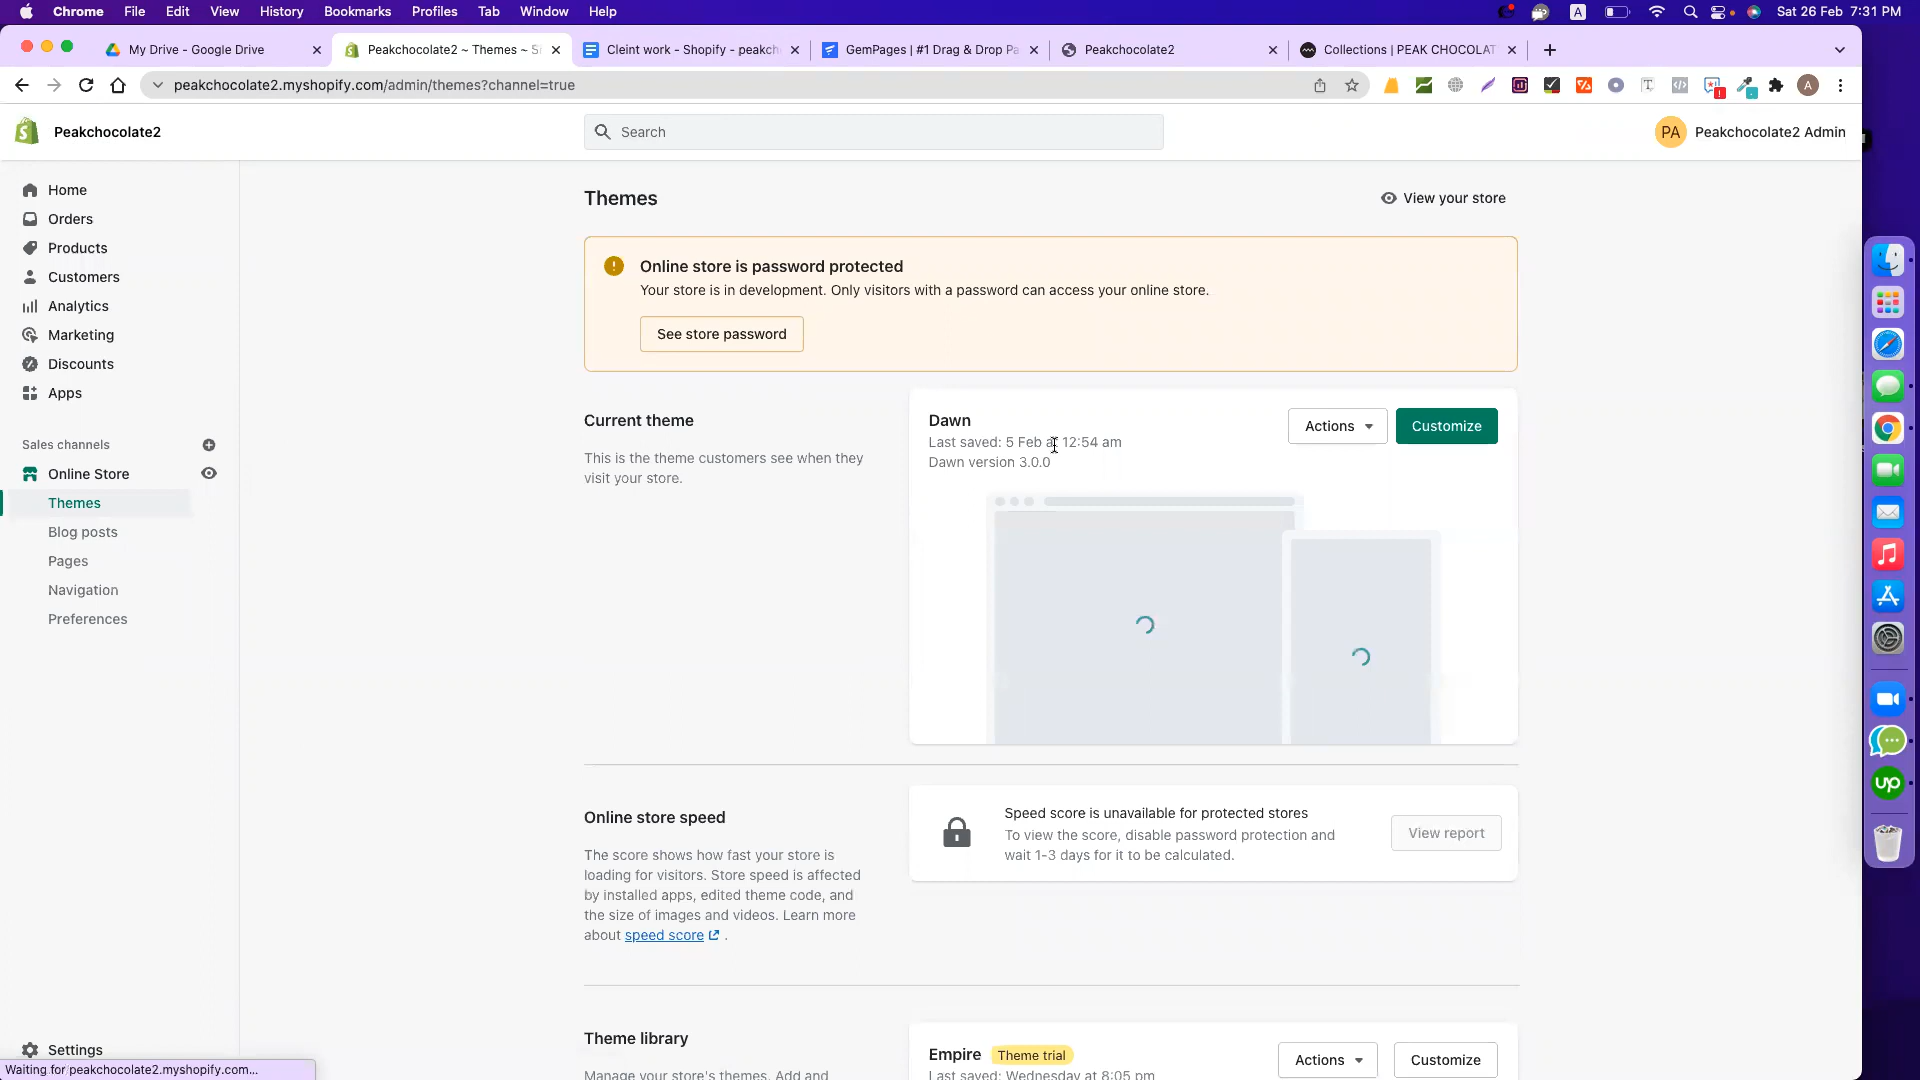 Chrome File Edit View History Bookmarks Profiles Tab Window Help A Sat 26 Feb 7:31 PM
My Drive - Google Drive Peakchocolate2 ~ Themes ~ S Cleint work - Shopify - peakch GemPages | #1 Drag & Drop Pa Peakchocolate2 Collections | PEAK CHOCOLAT
peakchocolate2.myshopify.com/admin/themes?channel=true A
Peakchocolate2 Search PA Peakchocolate2 Admin
Home
Orders
Products
Customers
Analytics
Marketing
Discounts
Apps
Sales channels
Online Store
Themes
Blog posts
Pages
Navigation
Preferences
Settings
Waiting for peakchocolate2.myshopify.com...
Themes View your store
Online store is password protected
Your store is in development. Only visitors with a password can access your online store.
See store password
Current theme
This is the theme customers see when they
visit your store.
Dawn
Last saved: 5 Feb at 12:54 am
Dawn version 3.0.0
Actions Customize
Online store speed
The score shows how fast your store is
loading for visitors. Store speed is affected
by installed apps, edited theme code, and
the size of images and videos. Learn more
about speed score .
Speed score is unavailable for protected stores
To view the score, disable password protection and
wait 1-3 days for it to be calculated.
View report
Theme library
Manage your store's themes. Add and
Empire Theme trial
Last saved: Wednesday at 8:05 pm
Actions Customize
up